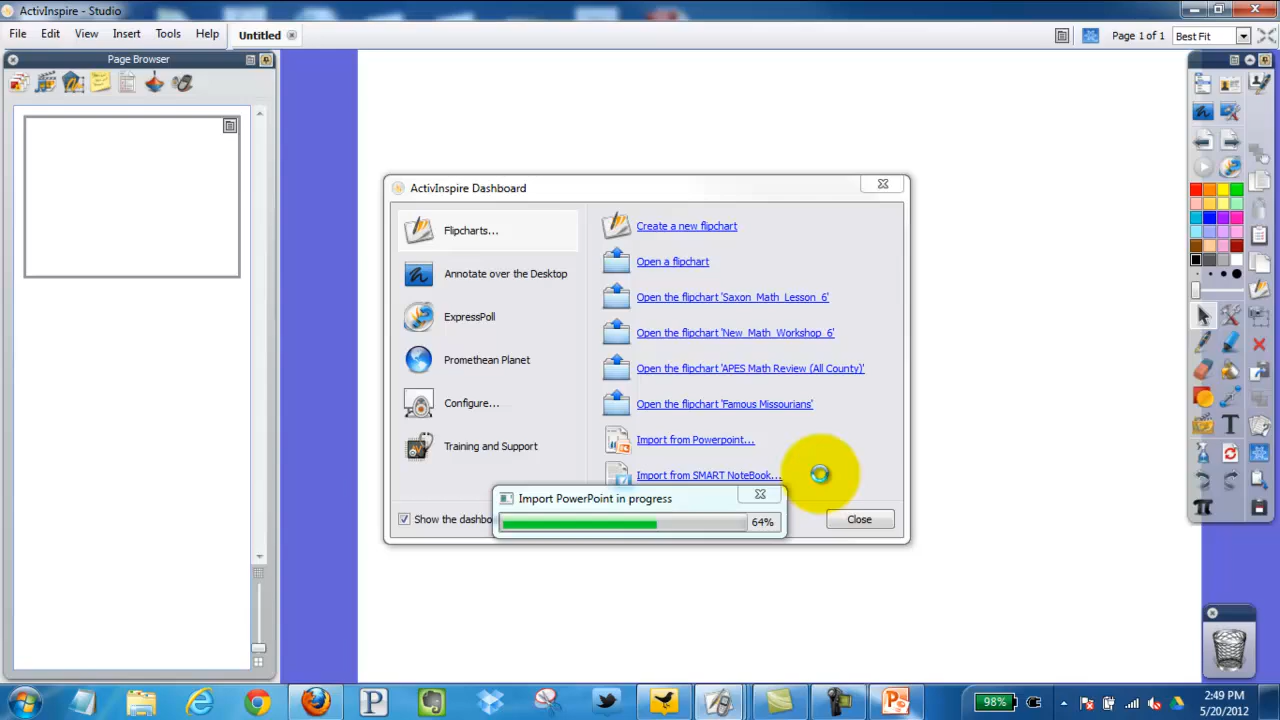 ActivInspire - Studio
File Edit View Insert Tools Help
Untitled
Page 1 of 1
Best Fit
Page Browser
ActivInspire Dashboard
Flipcharts...
Annotate over the Desktop
ExpressPoll
Promethean Planet
Configure...
Training and Support
Create a new flipchart
Open a flipchart
Open the flipchart 'Saxon_Math_Lesson_6'
Open the flipchart 'New_Math_Workshop_6'
Open the flipchart 'APES Math Review (All County)'
Open the flipchart 'Famous Missourians'
Import from Powerpoint...
Import from SMART NoteBook...
Import PowerPoint in progress
64%
Show the dashbo
Close
98%
2:49 PM
5/20/2012